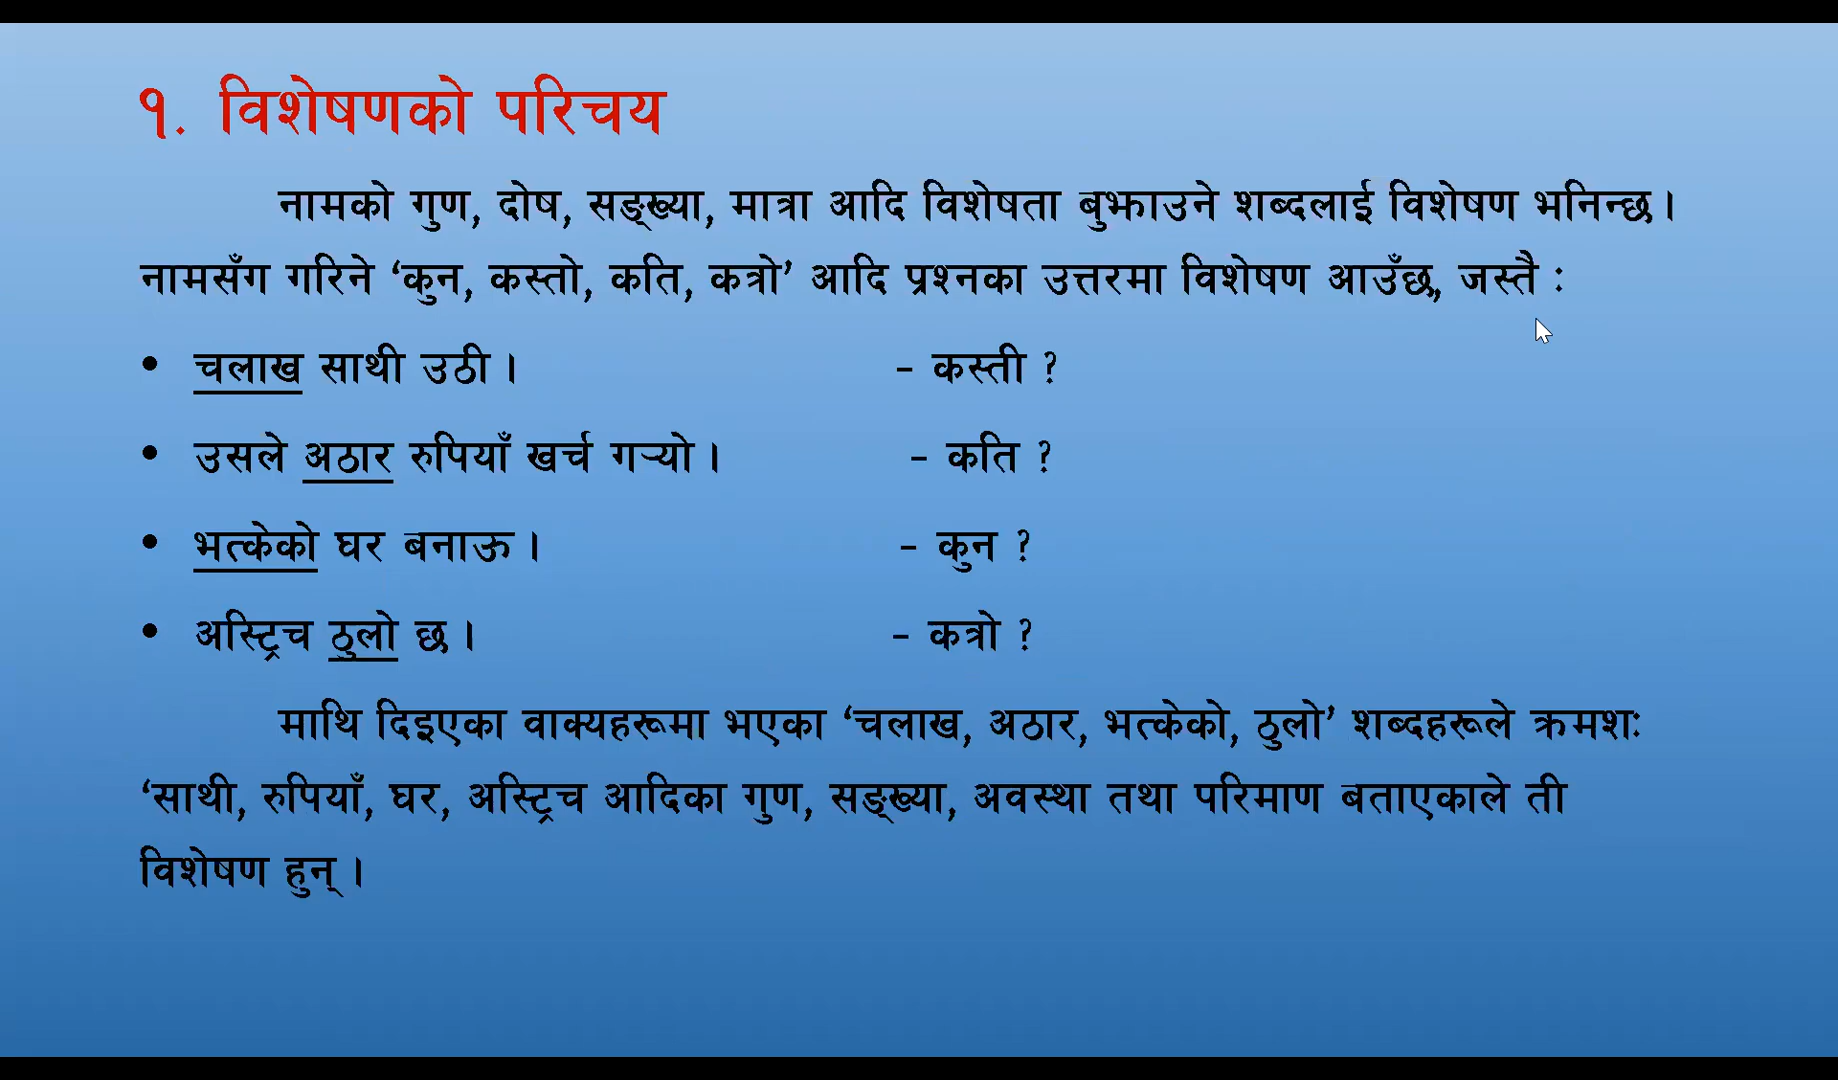 १. विशेषणको परिचय
नामको गुण, दोष, सङ्ख्या, मात्रा आदि विशेषता बुझाउने शब्दलाई विशेषण भनिन्छ।
नामसँग गरिने ‘कुन, कस्तो, कति, कत्रो’ आदि प्रश्नका उत्तरमा विशेषण आउँछ, जस्तै :
• चलाख साथी उठी । – कस्ती ?
• उसले अठार रुपियाँ खर्च गऱ्यो । – कति ?
• भत्केको घर बनाऊ । – कुन ?
• अस्ट्रिच ठुलो छ । – कत्रो ?
माथि दिइएका वाक्यहरूमा भएका ‘चलाख, अठार, भत्केको, ठुलो’ शब्दहरूले क्रमशः
‘साथी, रुपियाँ, घर, अस्ट्रिच आदिका गुण, सङ्ख्या, अवस्था तथा परिमाण बताएकाले ती
विशेषण हुन् ।